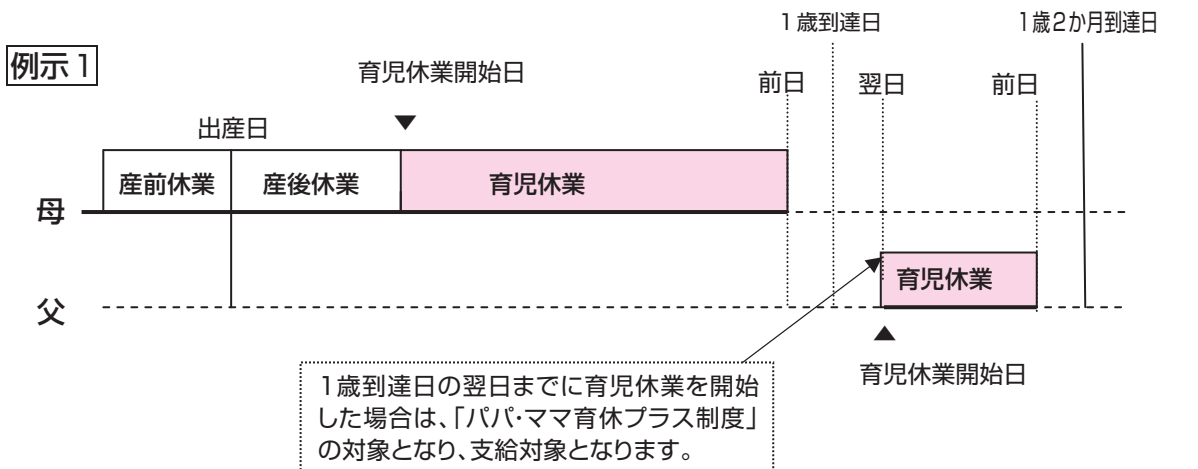 1歳到達日
1歳2か月到達日
例示1
育児休業開始日
前日
翌日
前日
出産日
▼
産前休業
産後休業
育児休業
母
育児休業
父
▲
育児休業開始日
1歳到達日の翌日までに育児休業を開始
した場合は、「パパ・ママ育休プラス制度」
の対象となり、支給対象となります。